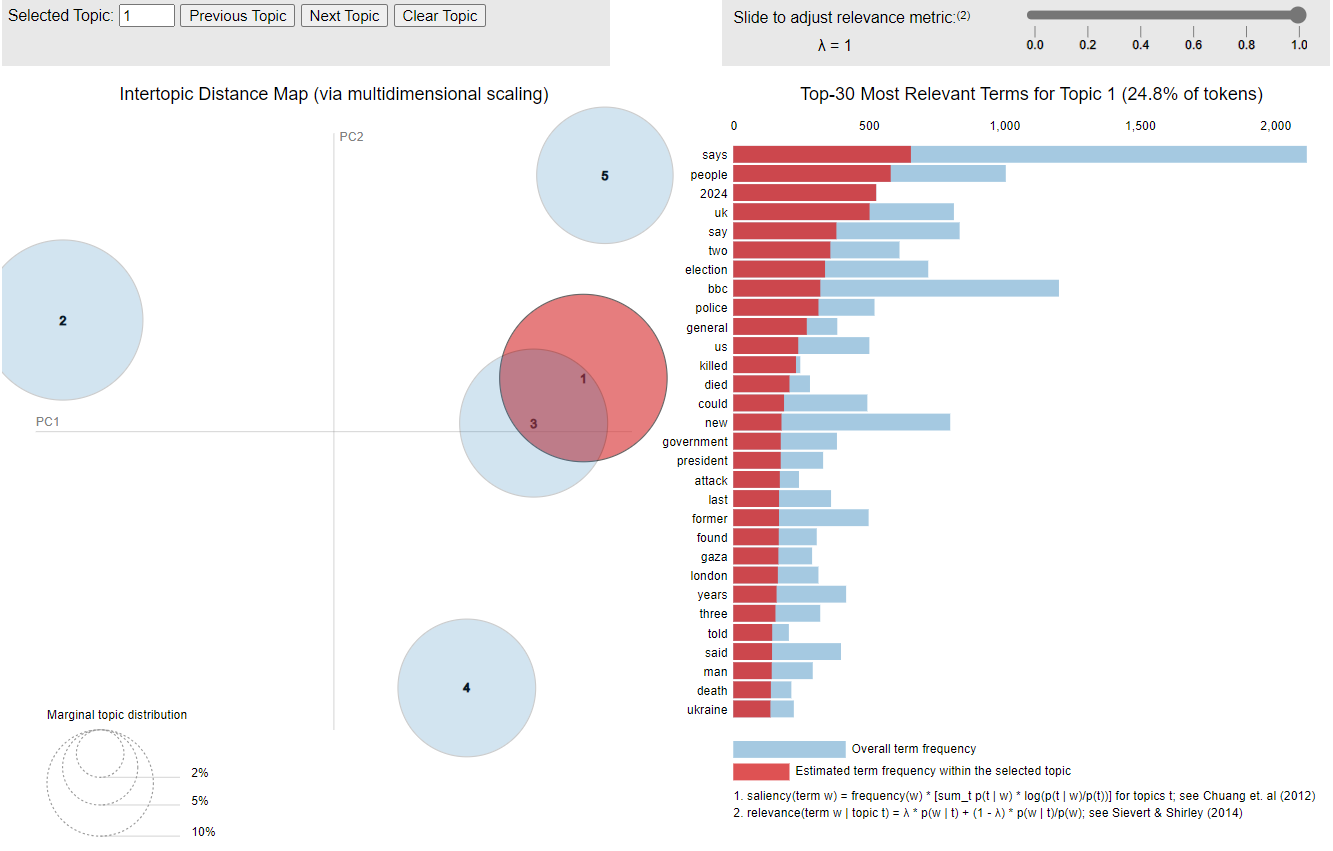 Selected Topic: 1 Previous Topic Next Topic Clear Topic
Slide to adjust relevance metric:(2)
λ = 1
0.0 0.2 0.4 0.6 0.8 1.0
Intertopic Distance Map (via multidimensional scaling)
PC2
PC1
5
2
1
3
4
Marginal topic distribution
2%
5%
10%
Top-30 Most Relevant Terms for Topic 1 (24.8% of tokens)
0 500 1,000 1,500 2,000
says
people
2024
uk
say
two
election
bbc
police
general
us
killed
died
could
new
government
president
attack
last
former
found
gaza
london
years
three
told
said
man
death
ukraine
Overall term frequency
Estimated term frequency within the selected topic
1. saliency(term w) = frequency(w) * [sum_t p(t | w) * log(p(t | w)/p(t))] for topics t; see Chuang et. al (2012)
2. relevance(term w | topic t) = λ * p(w | t) + (1 - λ) * p(w | t)/p(w); see Sievert & Shirley (2014)